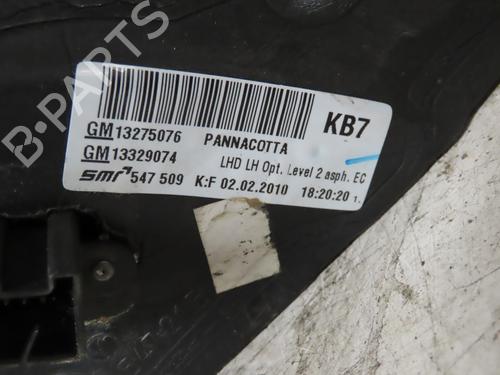 B-PARTS
KB7
GM13275076 PANNACOTTA
GM13329074 LHD LH Opt. Level 2 asph. EC
smr 547 509 K:F 02.02.2010 18:20:20 1.